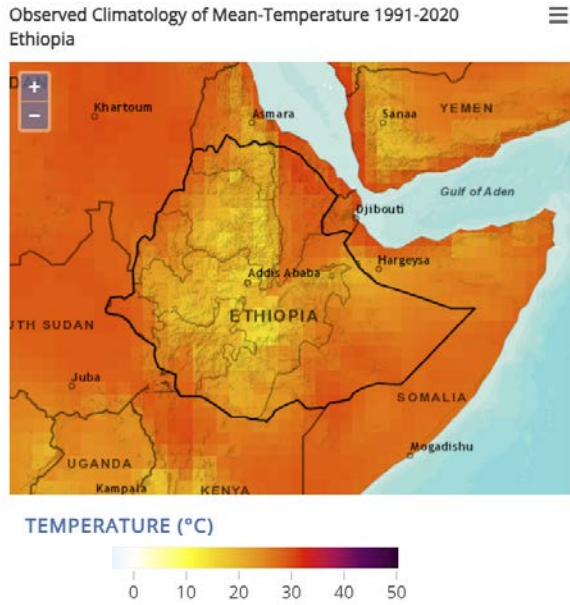 Observed Climatology of Mean-Temperature 1991-2020
Ethiopia
DAN
+
−
Khartoum
Asmara
Sanaa
YEMEN
Gulf of Aden
Djibouti
Addis Ababa
Hargeysa
ETHIOPIA
UTH SUDAN
Juba
SOMALIA
Mogadishu
UGANDA
Kampala
KENYA
TEMPERATURE (°C)
0 10 20 30 40 50